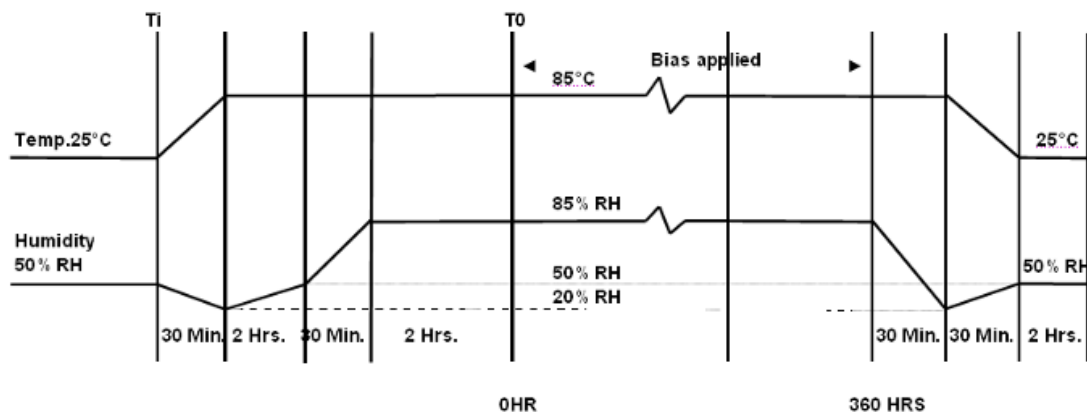 Ti
T0
Bias applied
85°C
Temp.25°C
25°C
85% RH
Humidity
50% RH
50% RH
50% RH
20% RH
30 Min.
2 Hrs.
30 Min.
2 Hrs.
30 Min.
30 Min.
2 Hrs.
0HR
360 HRS